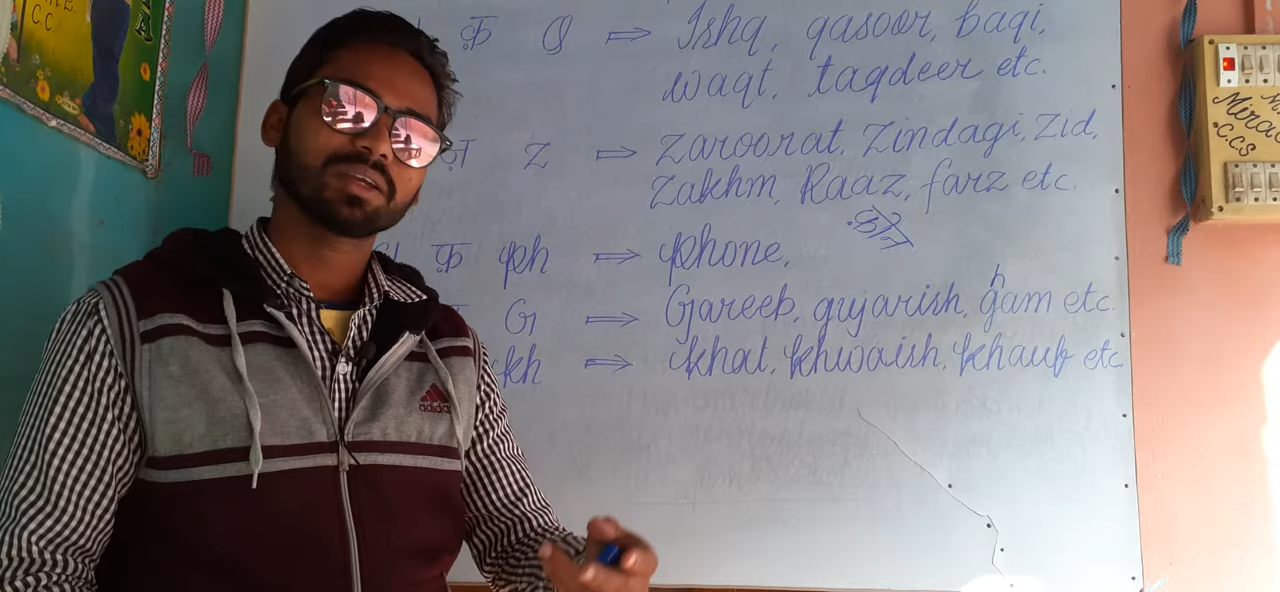 C.C.
क़ Q ⇒ Ishq, qasoor, baqi,
waqt, taqdeer etc.
Z ⇒ Zaroorat, Zindagi, Zid,
Zakhm, Raaz, farz etc.
फ़ ph ⇒ phone,
G ⇒ Gareeb, gujarish, gham etc.
kh ⇒ khat, khwaish, khauf etc.
adidas
C.C.S